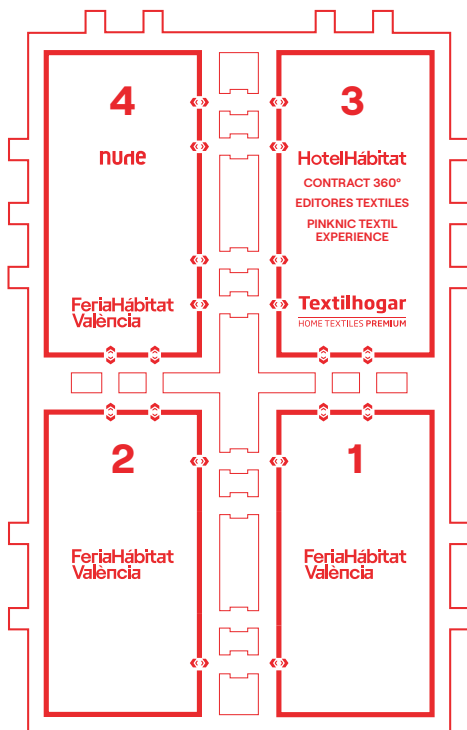 4
nude
FeriaHábitat
València
3
HotelHábitat
CONTRACT 360°
EDITORES TEXTILES
PINKNIC TEXTIL
EXPERIENCE
Textilhogar
HOME TEXTILES PREMIUM
2
FeriaHábitat
València
1
FeriaHábitat
València